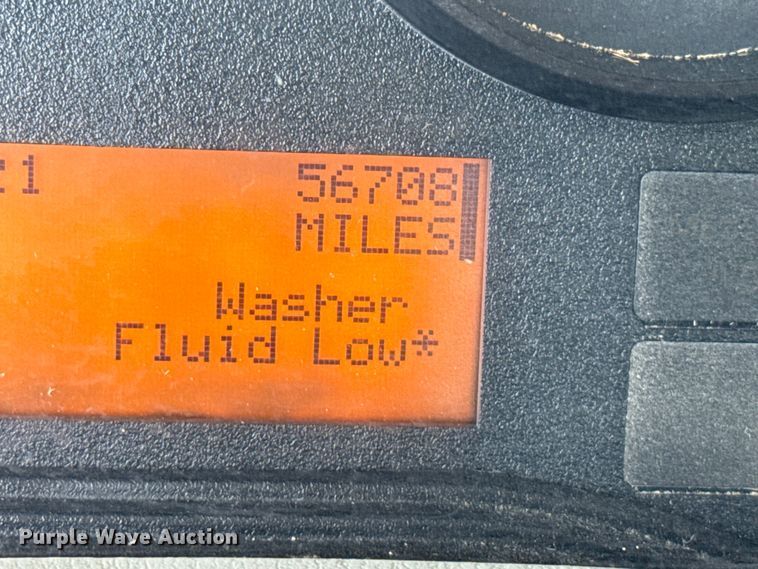 56708
MILES
Washer
Fluid Low*
Purple Wave Auction